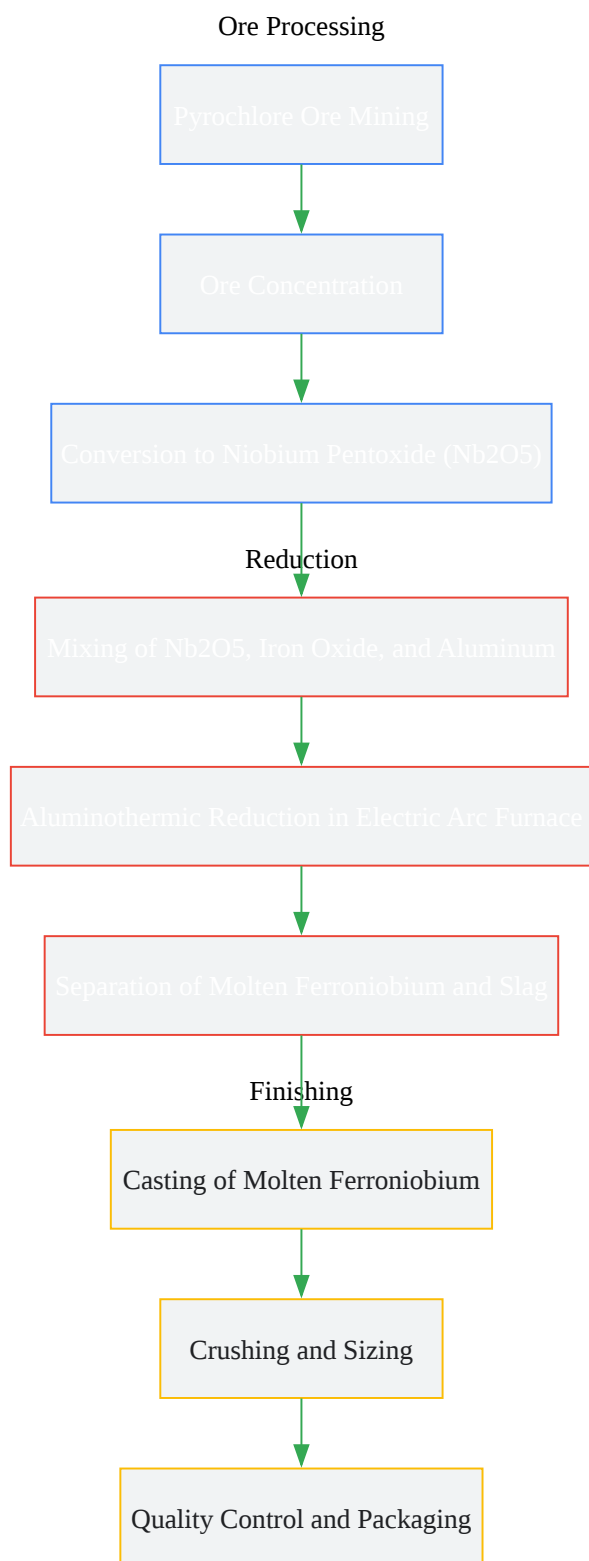 Ore Processing
Pyrochlore Ore Mining
Ore Concentration
Conversion to Niobium Pentoxide (Nb2O5)
Reduction
Mixing of Nb2O5, Iron Oxide, and Aluminum
Aluminothermic Reduction in Electric Arc Furnace
Separation of Molten Ferroniobium and Slag
Finishing
Casting of Molten Ferroniobium
Crushing and Sizing
Quality Control and Packaging